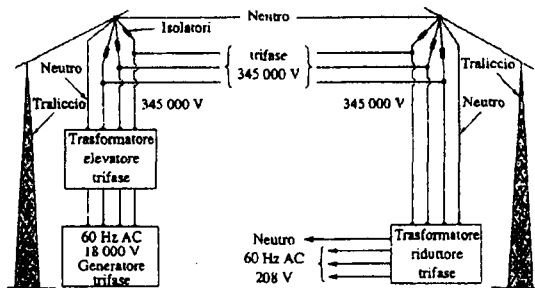 Neutro
Isolatori
trifase
345 000 V
Neutro
Traliccio
345 000 V
345 000 V
Traliccio
Neutro
Trasformatore
elevatore
trifase
60 Hz AC
18 000 V
Generatore
trifase
Neutro
60 Hz AC
208 V
Trasformatore
riduttore
trifase